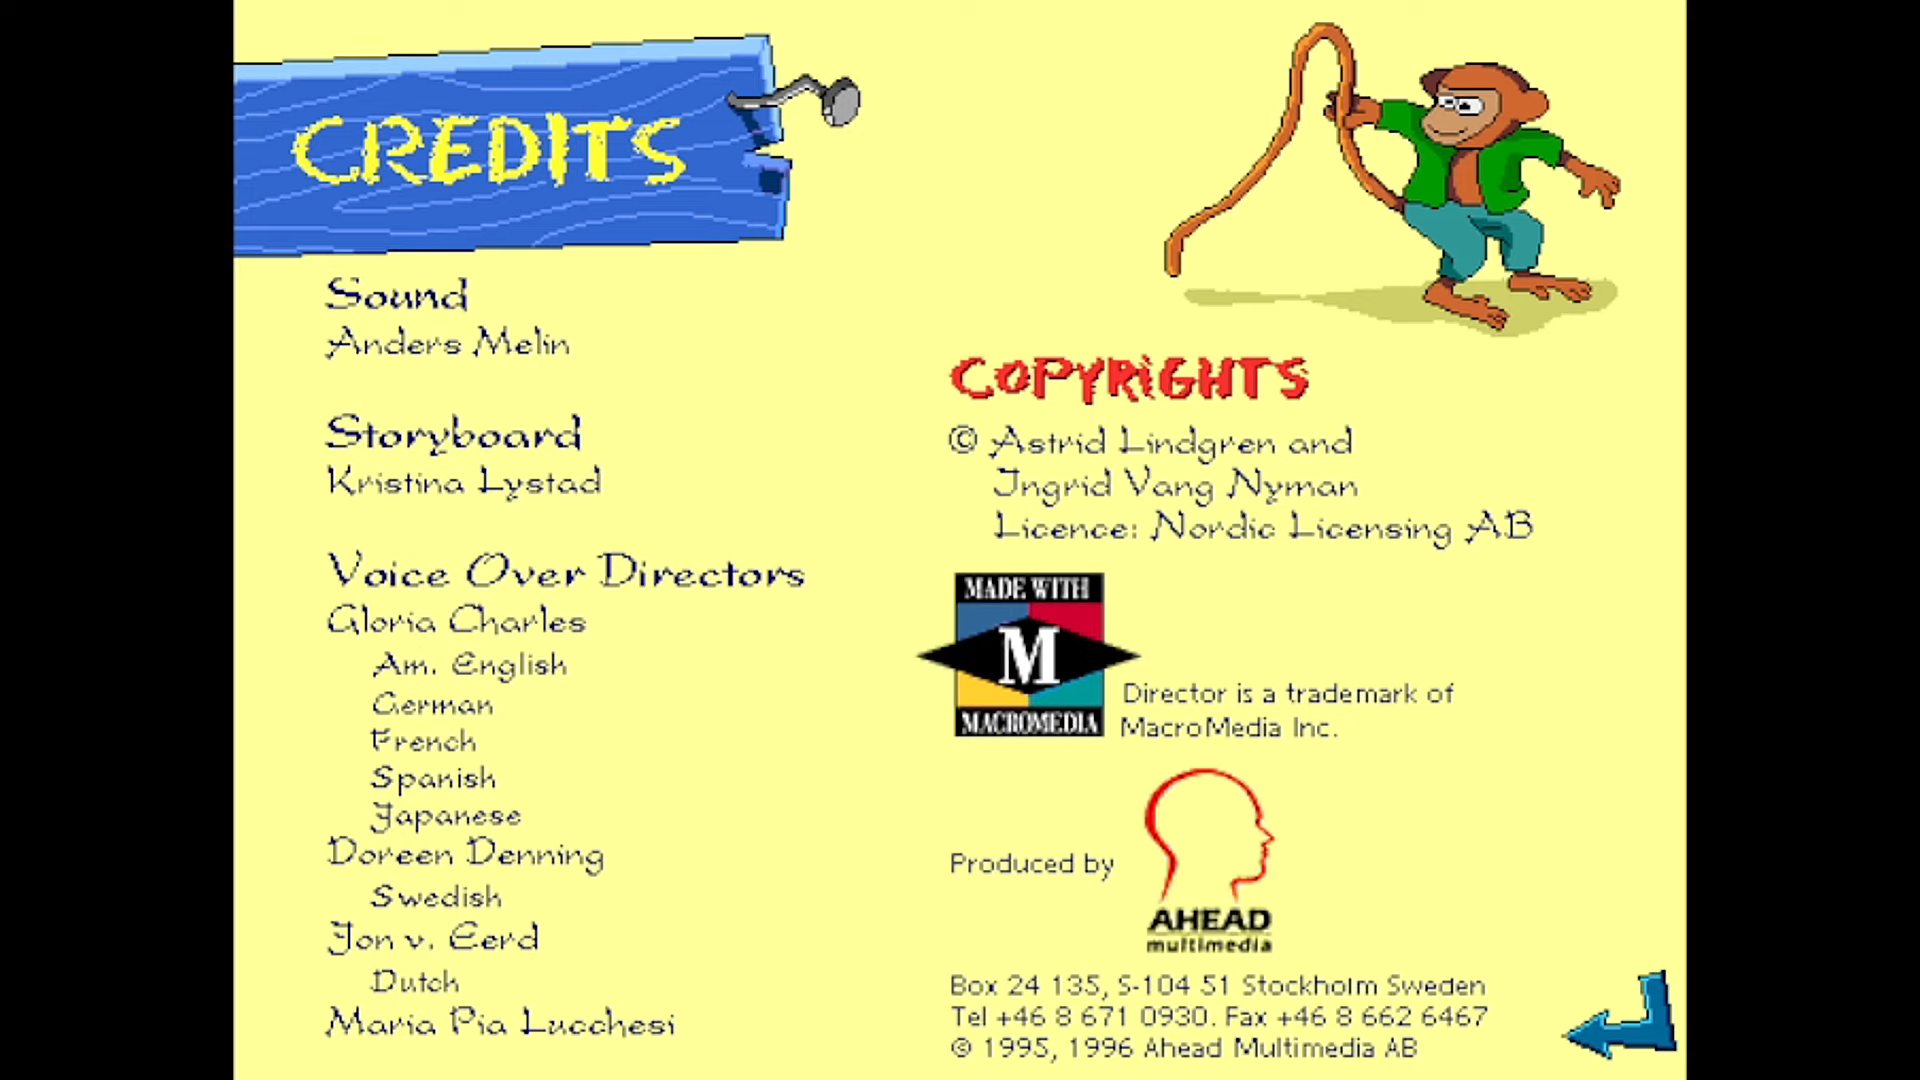 CREDITS
Sound
Anders Melin
Storyboard
Kristina Lystad
Voice Over Directors
Gloria Charles
Am. English
German
French
Spanish
Japanese
Doreen Denning
Swedish
Jon v. Eerd
Dutch
Maria Pia Lucchesi
COPYRIGHTS
© Astrid Lindgren and
Ingrid Vang Nyman
Licence: Nordic Licensing AB
MADE WITH
M
MACROMEDIA
Director is a trademark of
MacroMedia Inc.
Produced by
AHEAD
multimedia
Box 24 135, S-104 51 Stockholm Sweden
Tel +46 8 671 0930. Fax +46 8 662 6467
© 1995, 1996 Ahead Multimedia AB